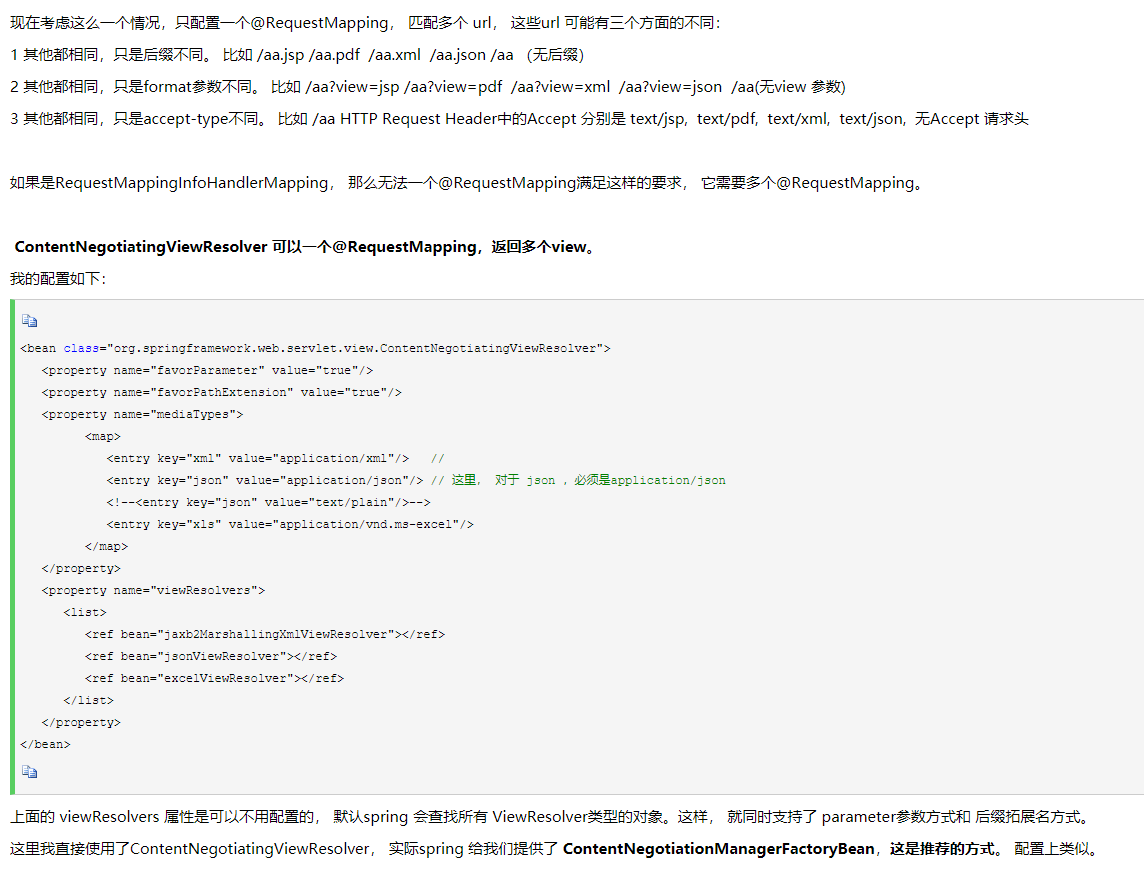 现在考虑这么一个情况，只配置一个@RequestMapping， 匹配多个 url， 这些url 可能有三个方面的不同：
1 其他都相同，只是后缀不同。 比如 /aa.jsp /aa.pdf  /aa.xml  /aa.json /aa （无后缀）
2 其他都相同，只是format参数不同。 比如 /aa?view=jsp /aa?view=pdf  /aa?view=xml  /aa?view=json  /aa(无view 参数)
3 其他都相同，只是accept-type不同。 比如 /aa HTTP Request Header中的Accept 分别是 text/jsp,  text/pdf,  text/xml,  text/json,  无Accept 请求头
如果是RequestMappingInfoHandlerMapping， 那么无法一个@RequestMapping满足这样的要求， 它需要多个@RequestMapping。
ContentNegotiatingViewResolver 可以一个@RequestMapping，返回多个view。
我的配置如下：
<bean class="org.springframework.web.servlet.view.ContentNegotiatingViewResolver">
<property name="favorParameter" value="true"/>
<property name="favorPathExtension" value="true"/>
<property name="mediaTypes">
<map>
<entry key="xml" value="application/xml"/>   //
<entry key="json" value="application/json"/> // 这里， 对于 json ，必须是application/json
<!--<entry key="json" value="text/plain"/>-->
<entry key="xls" value="application/vnd.ms-excel"/>
</map>
</property>
<property name="viewResolvers">
<list>
<ref bean="jaxb2MarshallingXmlViewResolver"></ref>
<ref bean="jsonViewResolver"></ref>
<ref bean="excelViewResolver"></ref>
</list>
</property>
</bean>
上面的 viewResolvers 属性是可以不用配置的， 默认spring 会查找所有 ViewResolver类型的对象。这样， 就同时支持了 parameter参数方式和 后缀拓展名方式。
这里我直接使用了ContentNegotiatingViewResolver， 实际spring 给我们提供了 ContentNegotiationManagerFactoryBean，这是推荐的方式。 配置上类似。